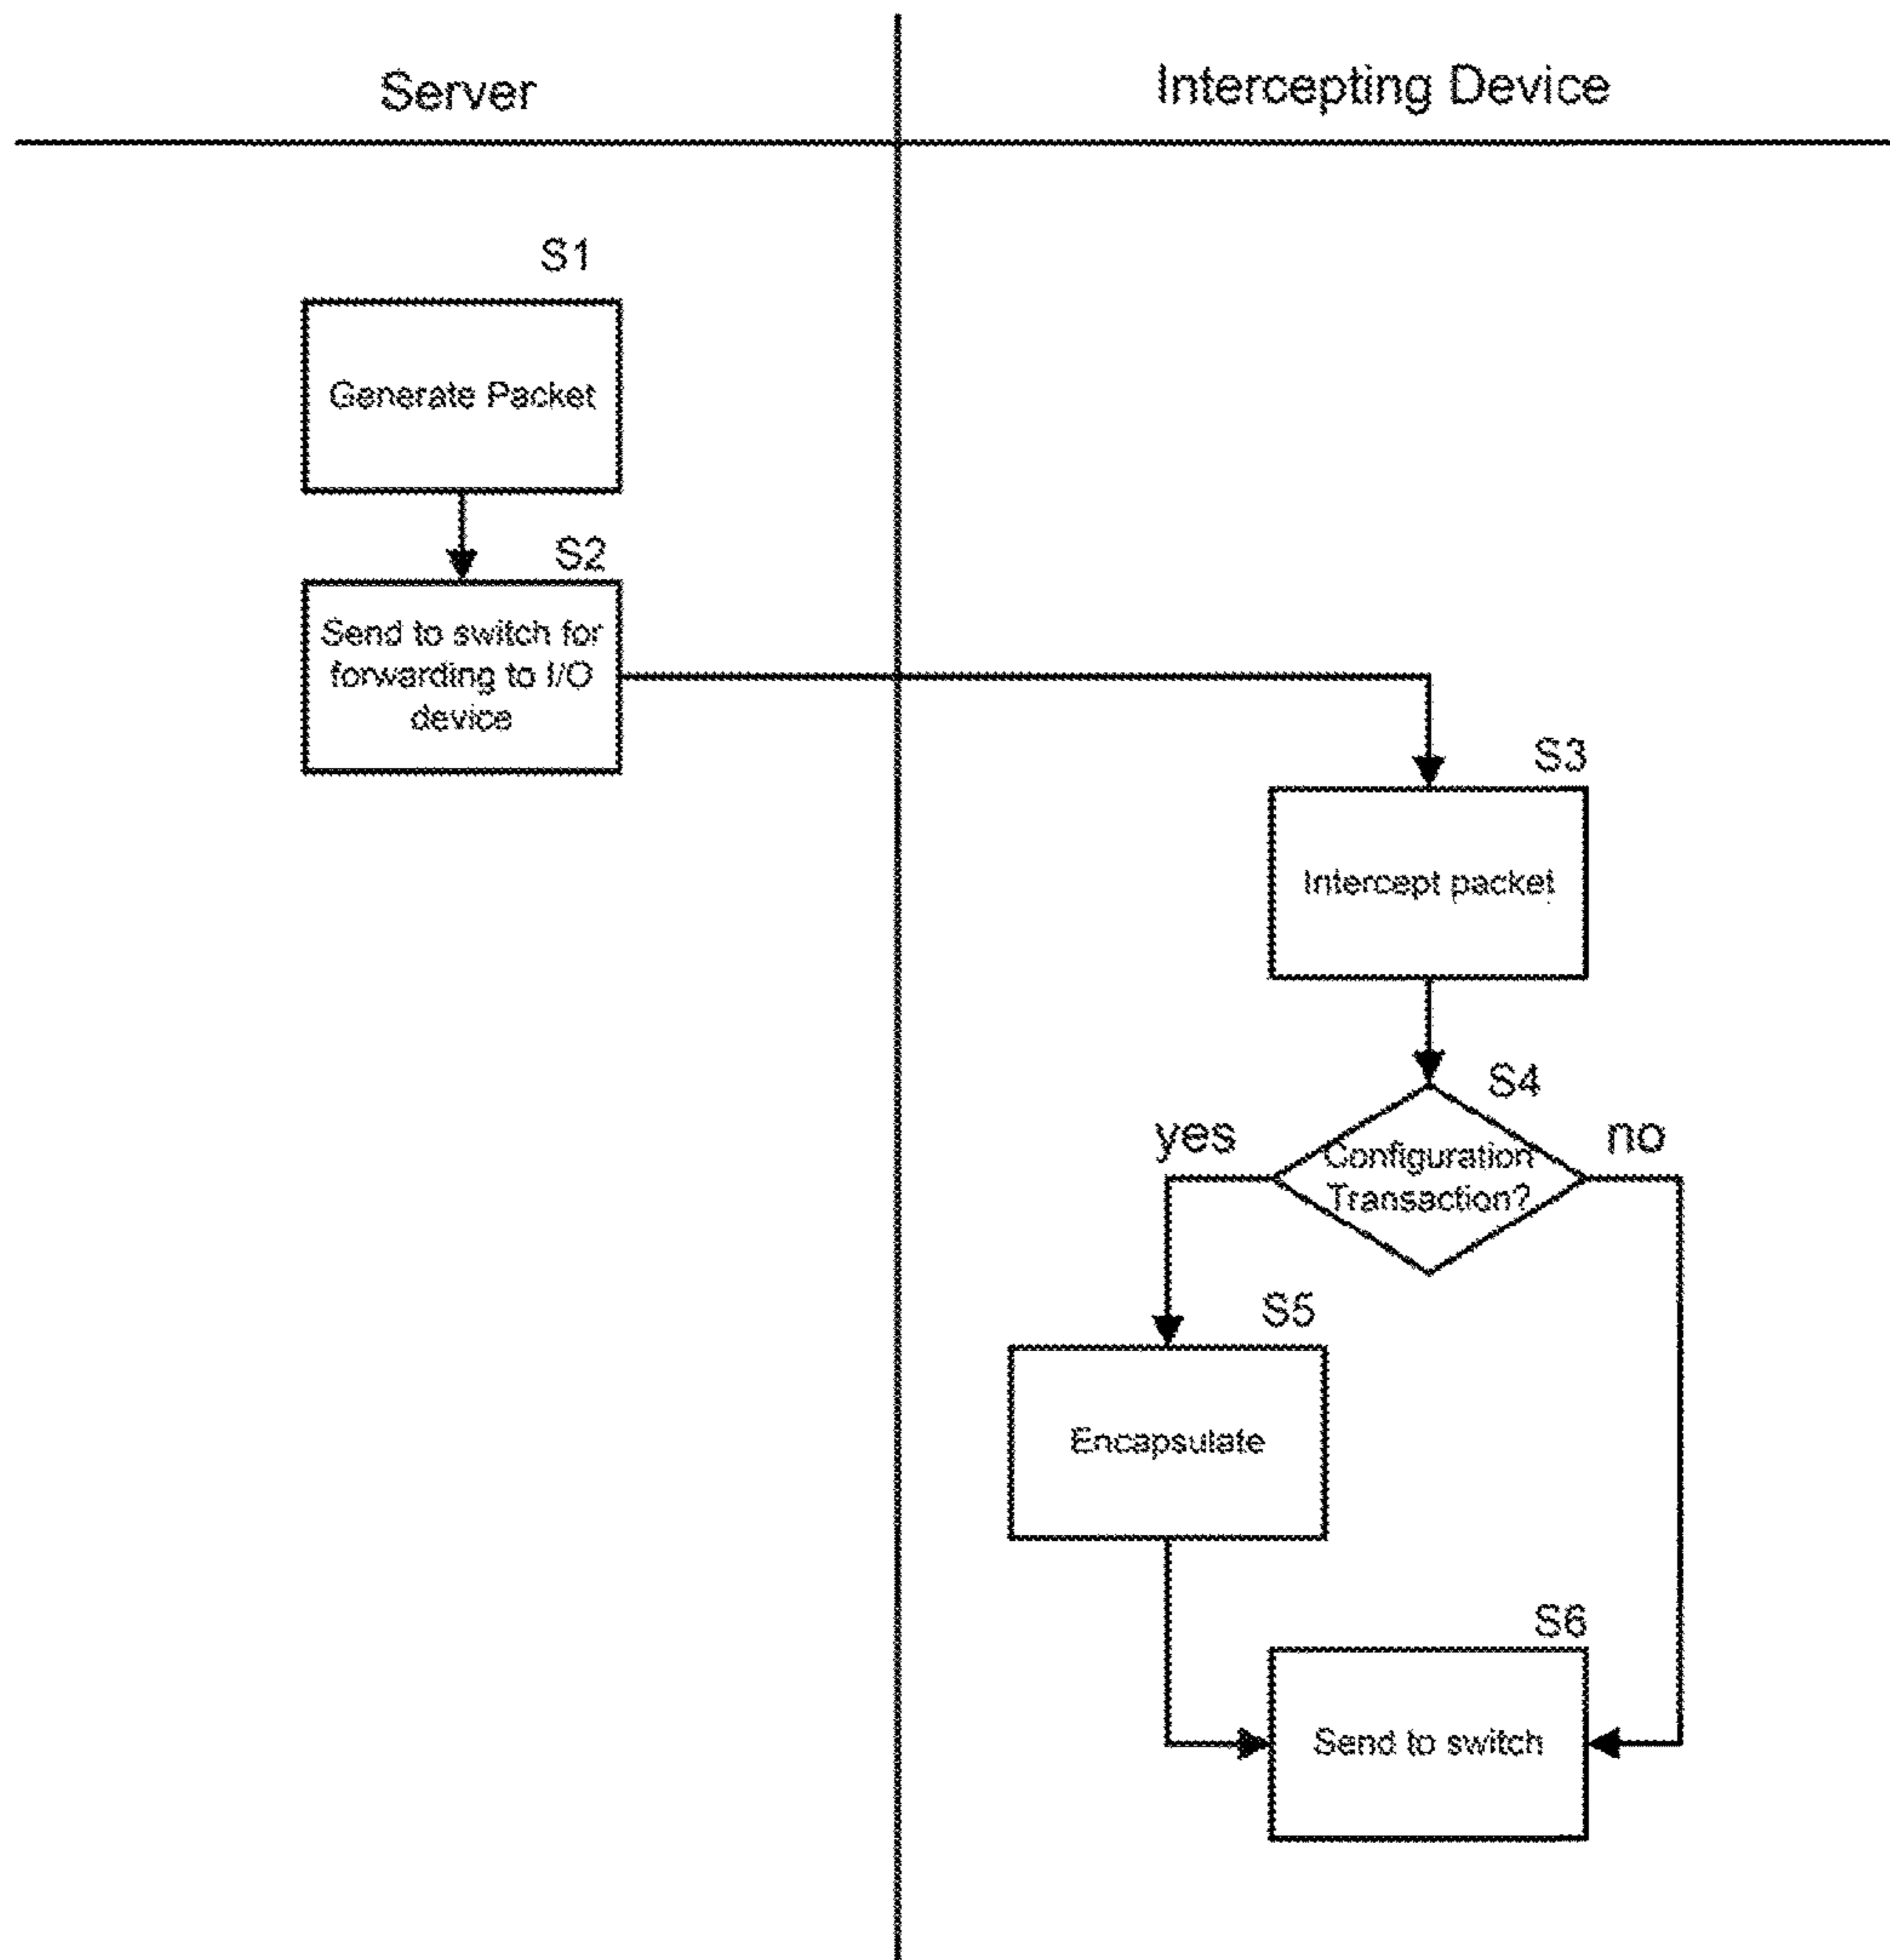 Server
Intercepting Device
S1
Generate Packet
S2
Send to switch for
forwarding to I/O
device
S3
Intercept packet
S4
yes
no
Configuration
Transaction?
S5
Encapsulate
S6
Send to switch